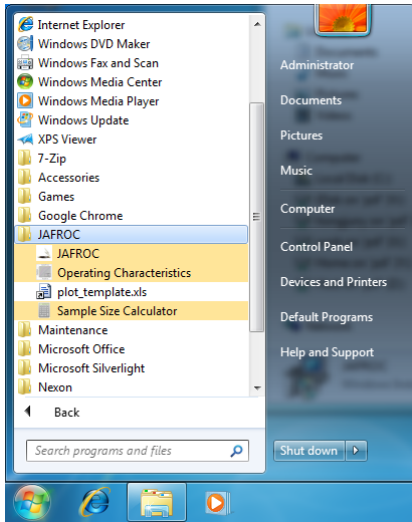 Internet Explorer
Windows DVD Maker
Windows Fax and Scan
Windows Media Center
Windows Media Player
Windows Update
XPS Viewer
7-Zip
Accessories
Games
Google Chrome
JAFROC
JAFROC
Operating Characteristics
plot_template.xls
Sample Size Calculator
Maintenance
Microsoft Office
Microsoft Silverlight
Nexon
Back
Search programs and files
Administrator
Documents
Pictures
Music
Computer
Control Panel
Devices and Printers
Default Programs
Help and Support
Shut down